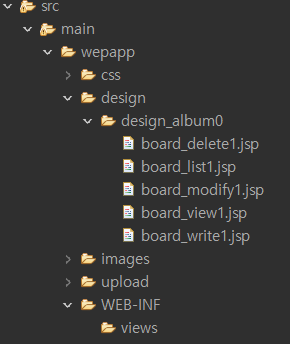 src
main
wepapp
css
design
design_album0
board_delete1.jsp
board_list1.jsp
board_modify1.jsp
board_view1.jsp
board_write1.jsp
images
upload
WEB-INF
views